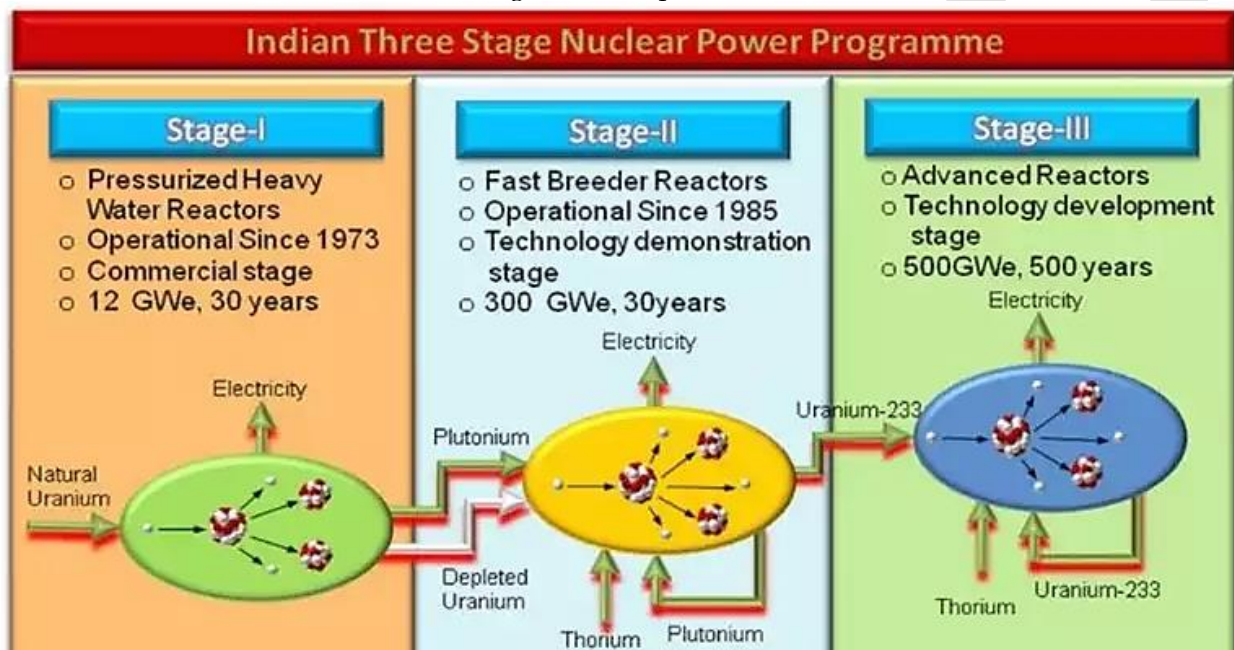 Indian Three Stage Nuclear Power Programme
Stage-I
o Pressurized Heavy
Water Reactors
o Operational Since 1973
o Commercial stage
o 12 GWe, 30 years
Electricity
Natural
Uranium
Stage-II
o Fast Breeder Reactors
o Operational Since 1985
o Technology demonstration
stage
o 300 GWe, 30years
Electricity
Plutonium
Depleted
Uranium
Thorium
Plutonium
Stage-III
o Advanced Reactors
o Technology development
stage
o 500GWe, 500 years
Electricity
Uranium-233
Thorium
Uranium-233